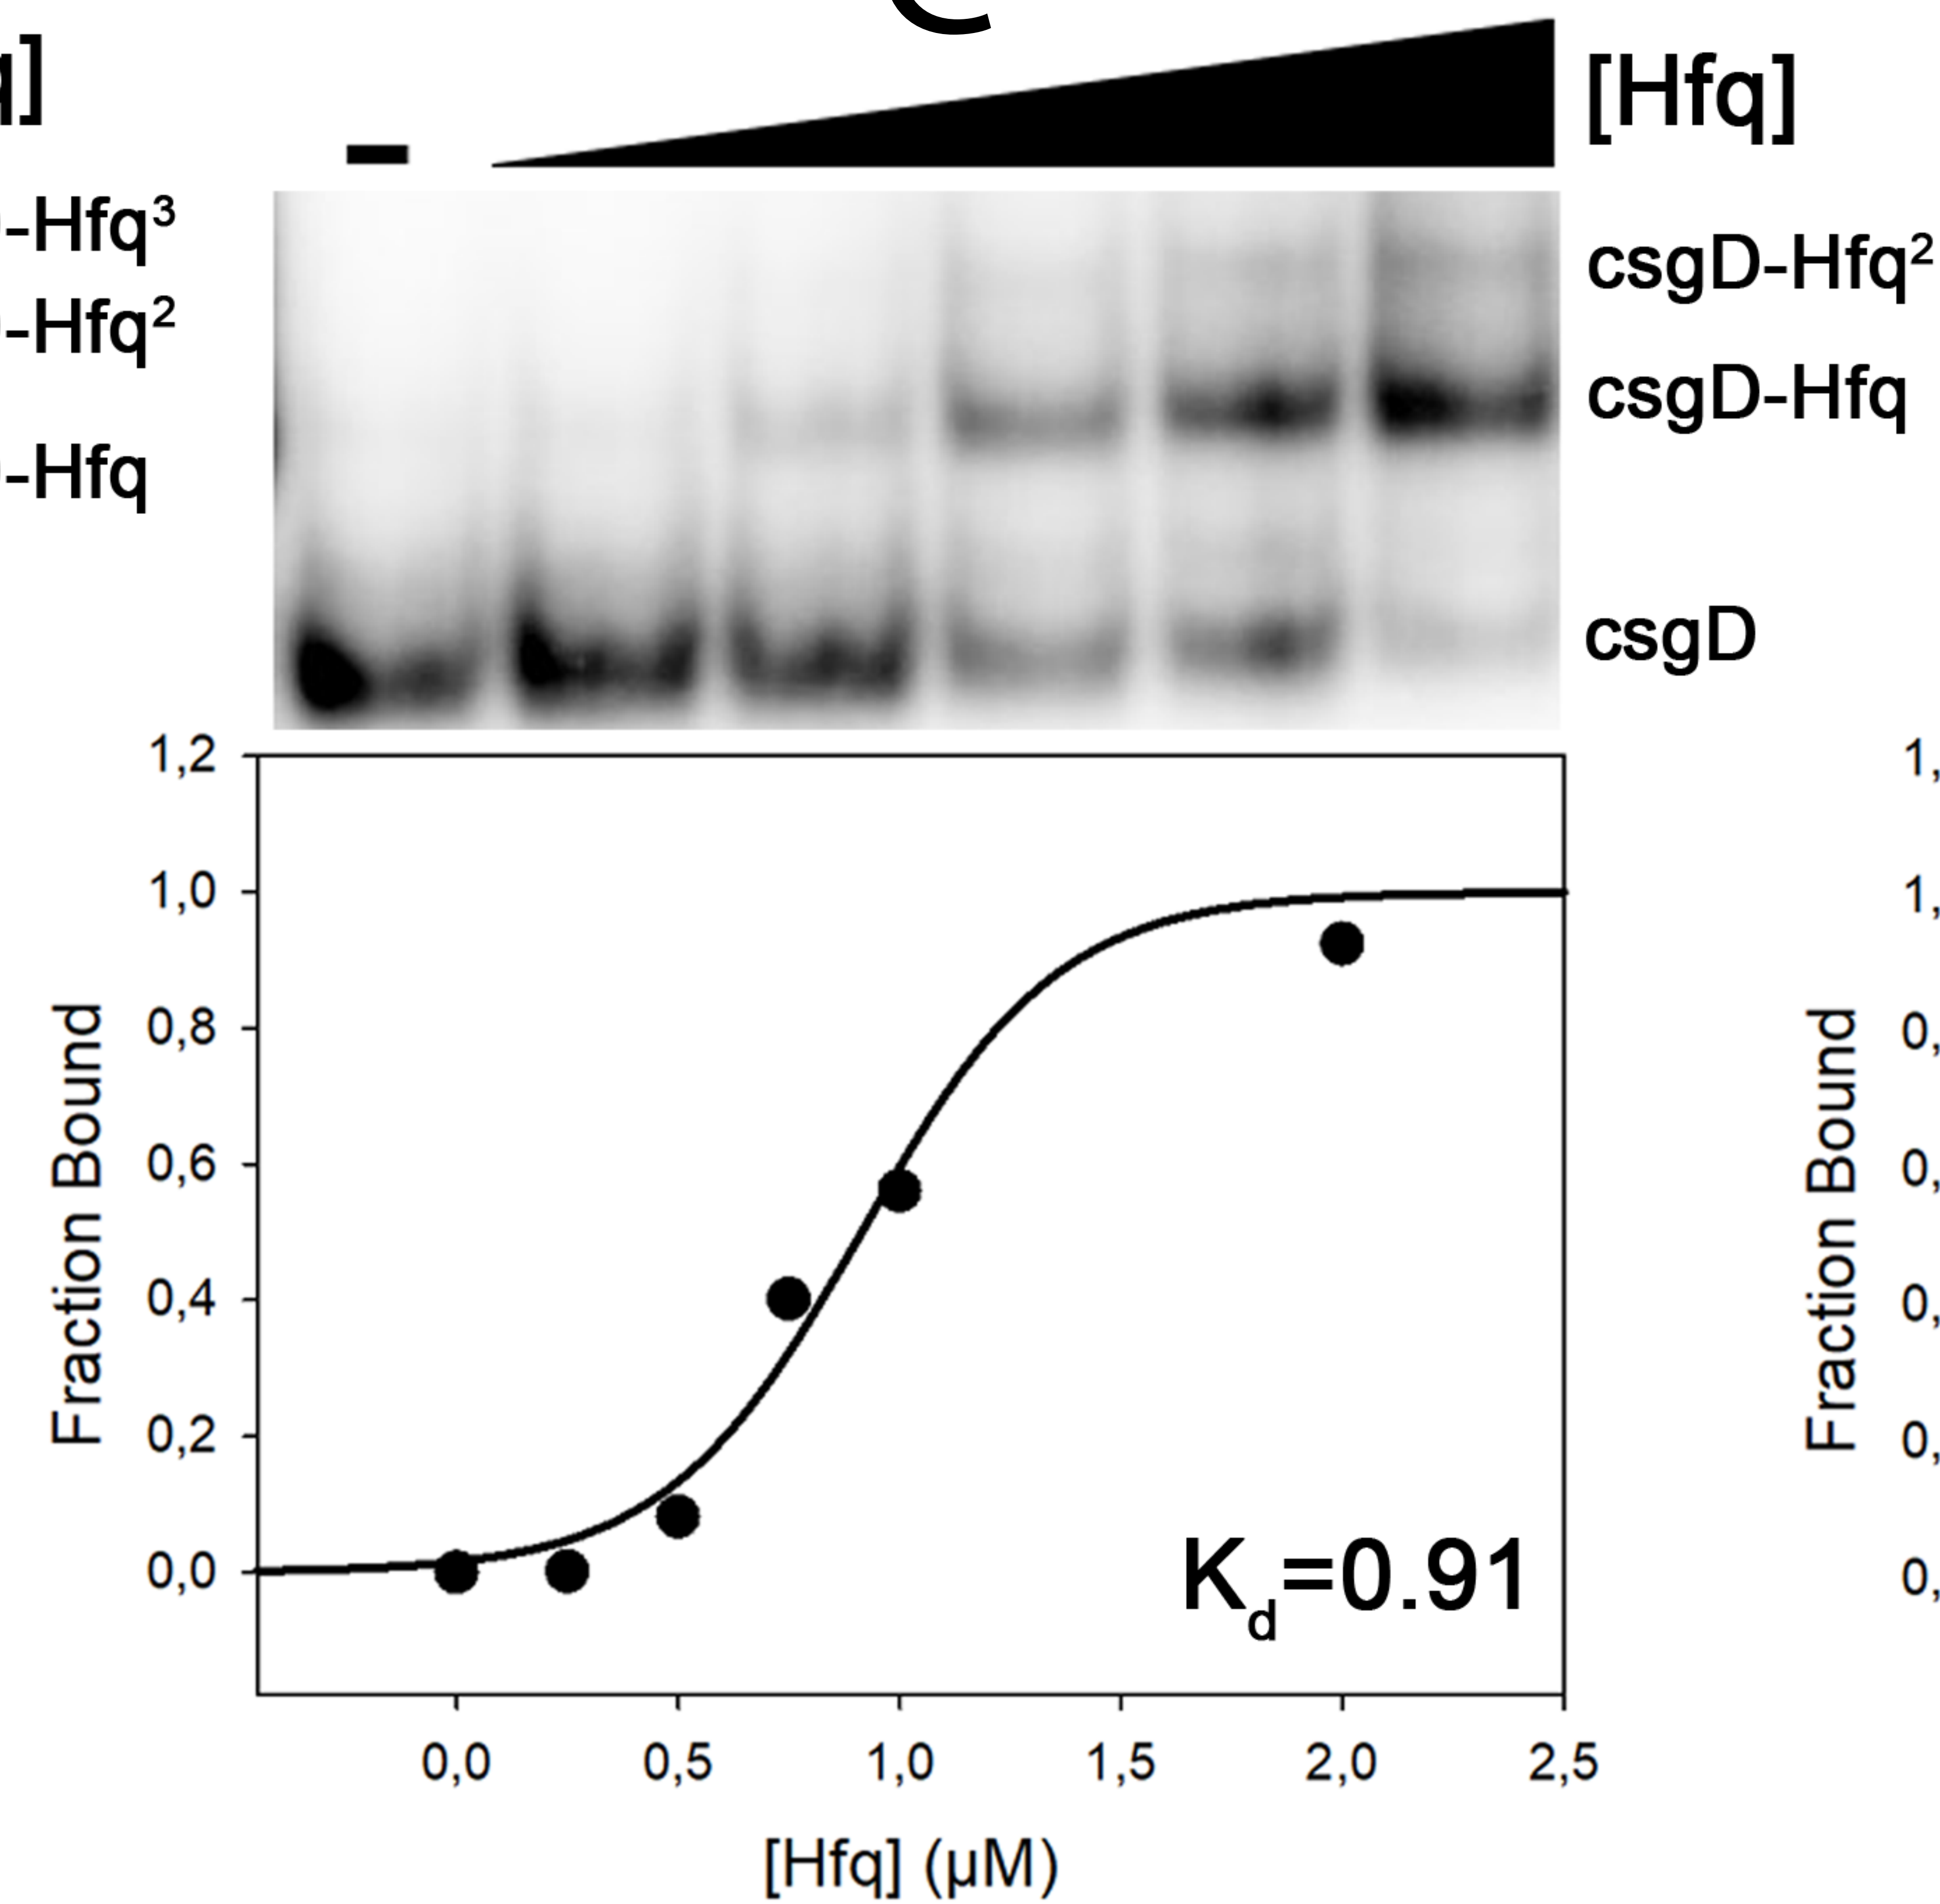 C
q]
[Hfq]
-Hfq³
-Hfq²
-Hfq
csgD-Hfq²
csgD-Hfq
csgD
1,2
1,0
0,8
0,6
0,4
0,2
0,0
Fraction Bound
Kd=0.91
0,0 0,5 1,0 1,5 2,0 2,5
[Hfq] (µM)
Fraction Bound
1,
1,
0,
0,
0,
0,
0,